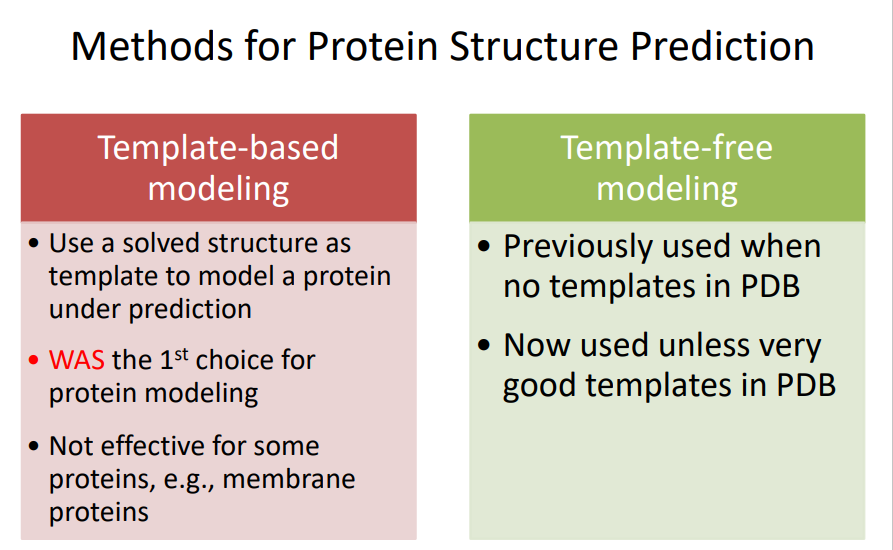 Methods for Protein Structure Prediction
Template-based
modeling
• Use a solved structure as
template to model a protein
under prediction
• WAS the 1st choice for
protein modeling
• Not effective for some
proteins, e.g., membrane
proteins
Template-free
modeling
• Previously used when
no templates in PDB
• Now used unless very
good templates in PDB